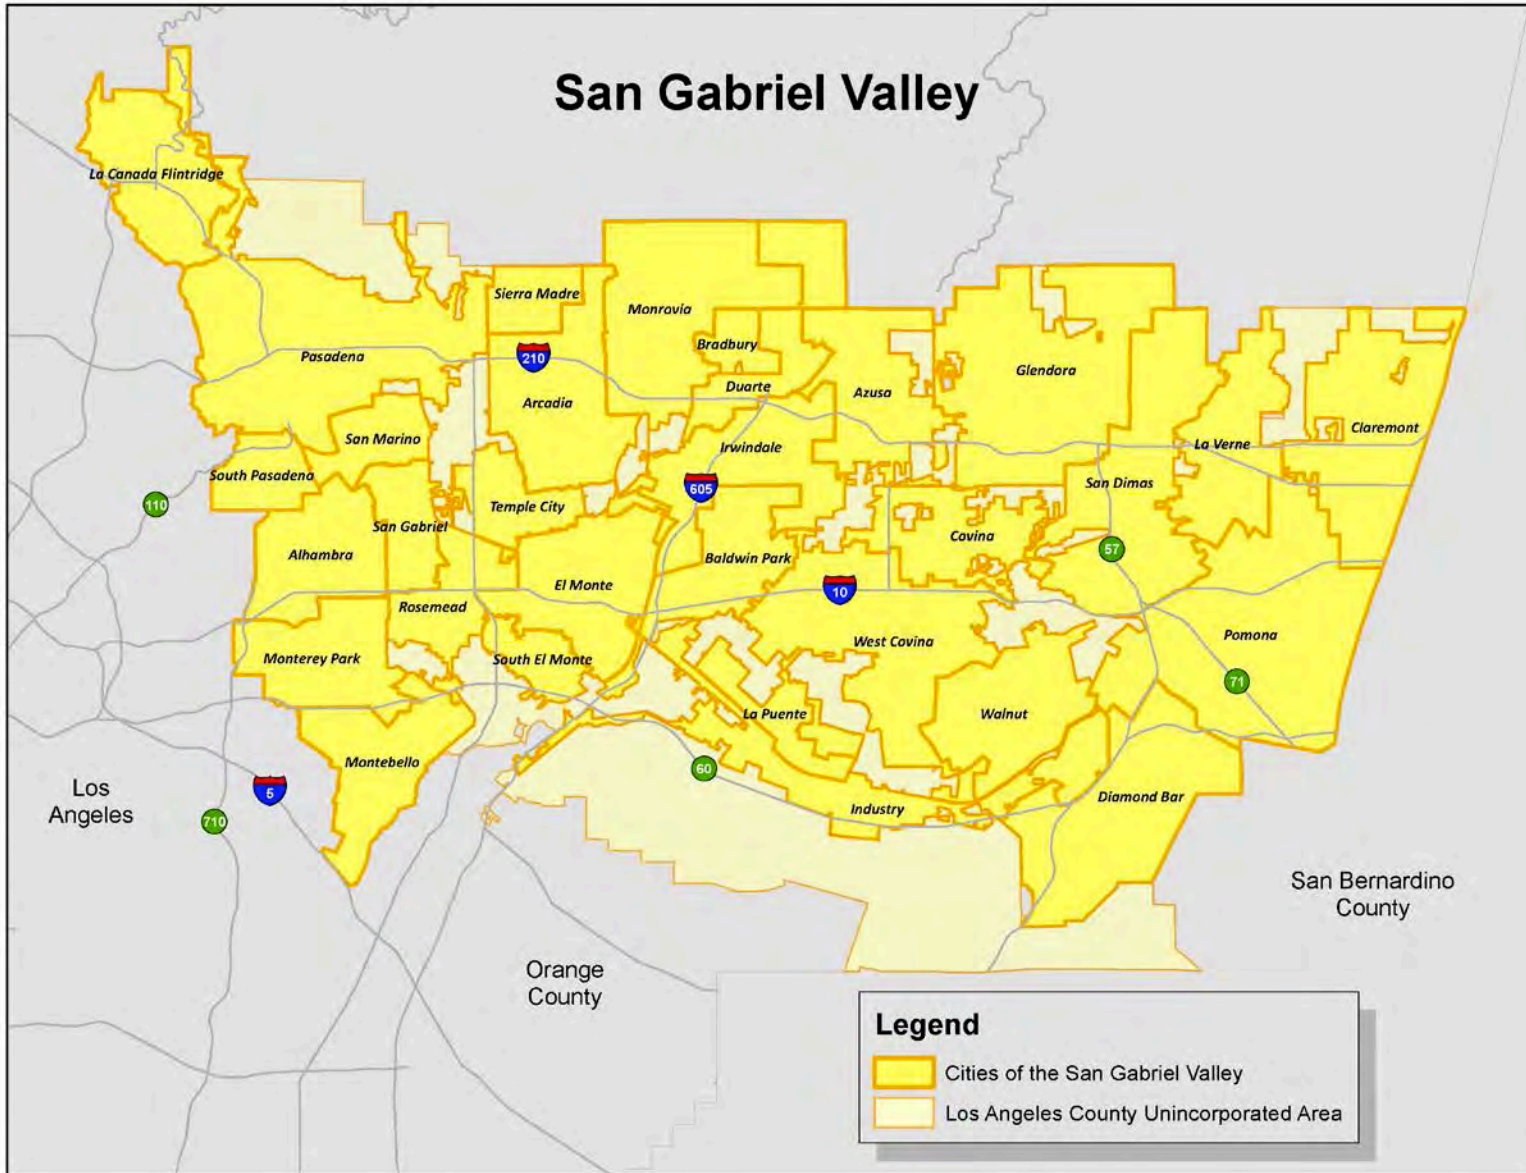 San Gabriel Valley
La Canada Flintridge
Sierra Madre
Monrovia
Bradbury
Pasadena
210
Duarte
Azusa
Glendora
Arcadia
San Marino
Irwindale
La Verne
Claremont
South Pasadena
605
San Dimas
110
Temple City
San Gabriel
Alhambra
Baldwin Park
Covina
57
El Monte
10
Rosemead
West Covina
Pomona
Monterey Park
South El Monte
71
La Puente
Walnut
Montebello
60
Los
Angeles
5
Industry
Diamond Bar
710
San Bernardino
County
Orange
County
Legend
Cities of the San Gabriel Valley
Los Angeles County Unincorporated Area